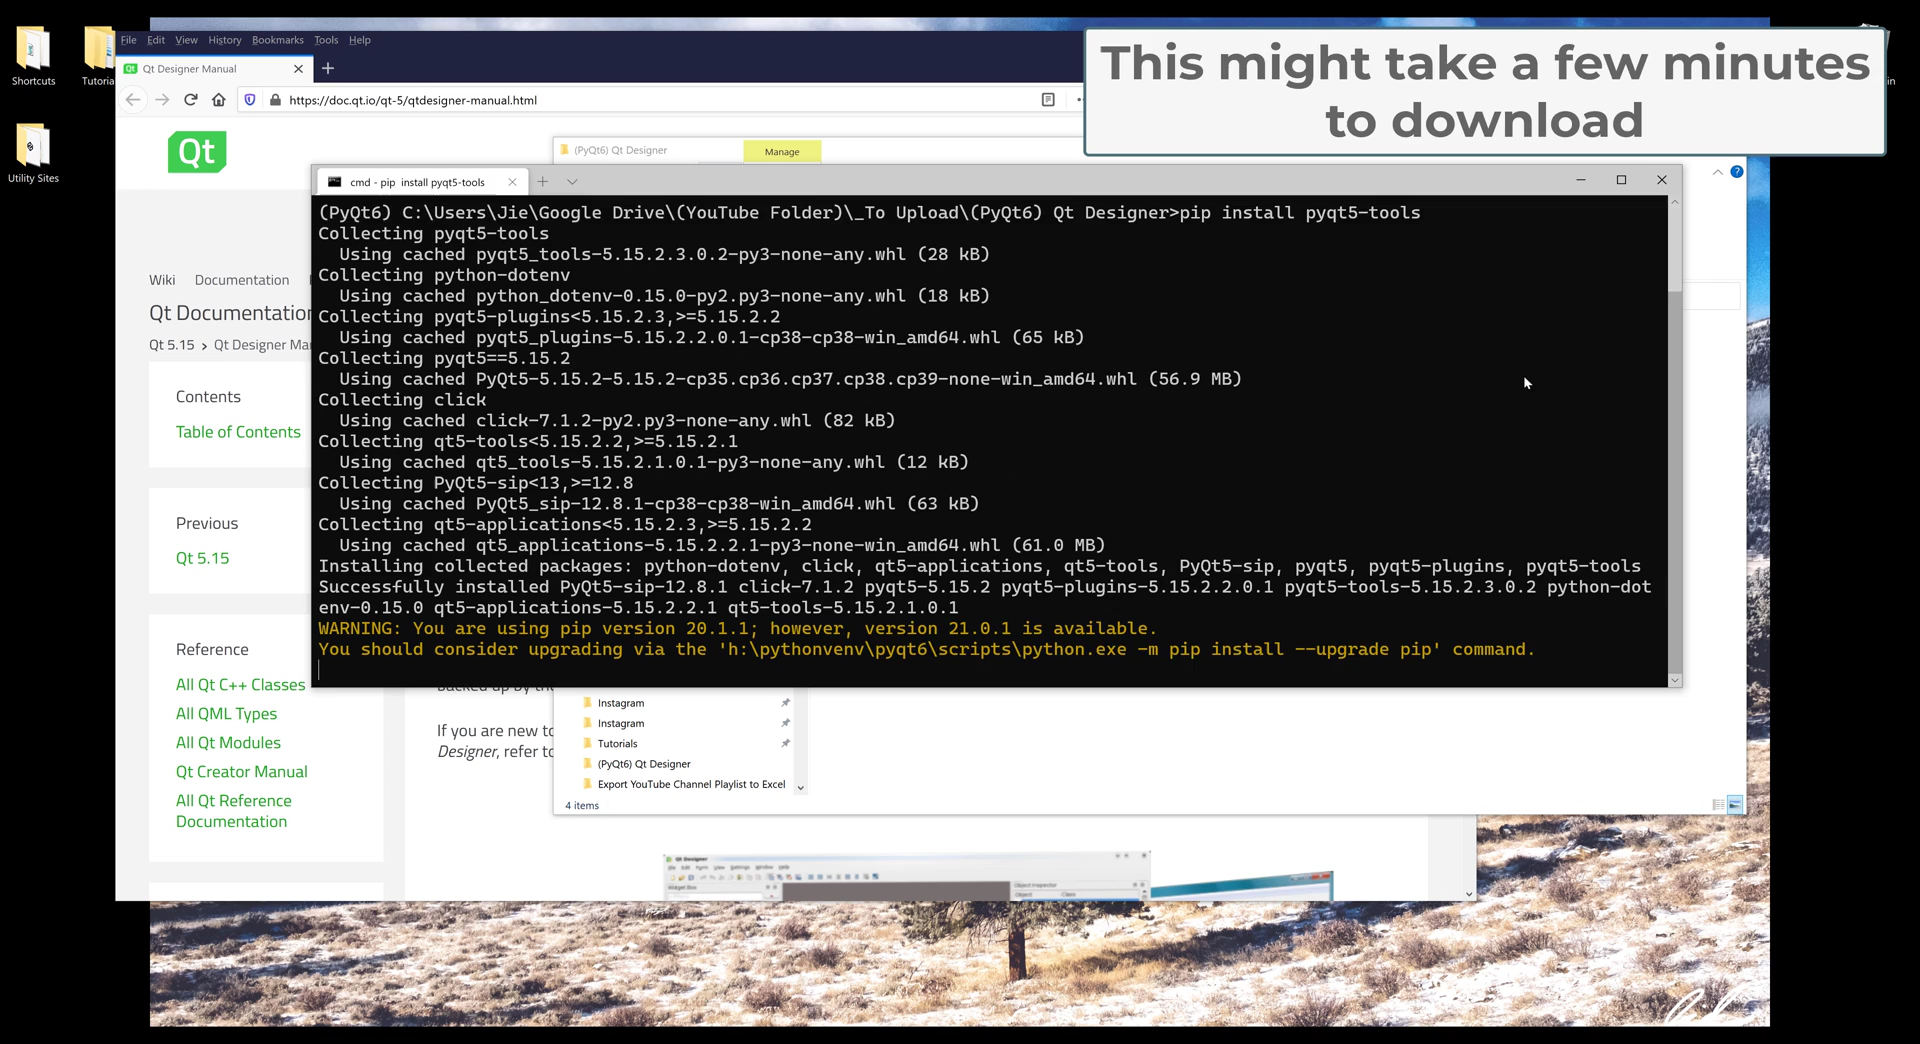 This might take a few minutes
to download
Shortcuts
Tutoria
Utility Sites
File Edit View History Bookmarks Tools Help
Qt Designer Manual
https://doc.qt.io/qt-5/qtdesigner-manual.html
Qt
(PyQt6) Qt Designer
Manage
cmd - pip install pyqt5-tools
(PyQt6) C:\Users\Jie\Google Drive\(YouTube Folder)\_To Upload\(PyQt6) Qt Designer>pip install pyqt5-tools
Collecting pyqt5-tools
Using cached pyqt5_tools-5.15.2.3.0.2-py3-none-any.whl (28 kB)
Collecting python-dotenv
Using cached python_dotenv-0.15.0-py2.py3-none-any.whl (18 kB)
Collecting pyqt5-plugins<5.15.2.3,>=5.15.2.2
Using cached pyqt5_plugins-5.15.2.2.0.1-cp38-cp38-win_amd64.whl (65 kB)
Collecting pyqt5==5.15.2
Using cached PyQt5-5.15.2-5.15.2-cp35.cp36.cp37.cp38.cp39-none-win_amd64.whl (56.9 MB)
Collecting click
Using cached click-7.1.2-py2.py3-none-any.whl (82 kB)
Collecting qt5-tools<5.15.2.2,>=5.15.2.1
Using cached qt5_tools-5.15.2.1.0.1-py3-none-any.whl (12 kB)
Collecting PyQt5-sip<13,>=12.8
Using cached PyQt5_sip-12.8.1-cp38-cp38-win_amd64.whl (63 kB)
Collecting qt5-applications<5.15.2.3,>=5.15.2.2
Using cached qt5_applications-5.15.2.2.1-py3-none-win_amd64.whl (61.0 MB)
Installing collected packages: python-dotenv, click, qt5-applications, qt5-tools, PyQt5-sip, pyqt5, pyqt5-plugins, pyqt5-tools
Successfully installed PyQt5-sip-12.8.1 click-7.1.2 pyqt5-5.15.2 pyqt5-plugins-5.15.2.2.0.1 pyqt5-tools-5.15.2.3.0.2 python-dot
env-0.15.0 qt5-applications-5.15.2.2.1 qt5-tools-5.15.2.1.0.1
WARNING: You are using pip version 20.1.1; however, version 21.0.1 is available.
You should consider upgrading via the 'h:\pythonvenv\pyqt6\scripts\python.exe -m pip install --upgrade pip' command.
Wiki Documentation
Qt Documentation
Qt 5.15 > Qt Designer Ma
Contents
Table of Contents
Previous
Qt 5.15
Reference
All Qt C++ Classes
All QML Types
All Qt Modules
Qt Creator Manual
All Qt Reference
Documentation
backed up by the
If you are new to
Designer, refer to
Instagram
Instagram
Tutorials
(PyQt6) Qt Designer
Export YouTube Channel Playlist to Excel
4 items
Qt Designer
Widget Box
Object Inspector
Object Class